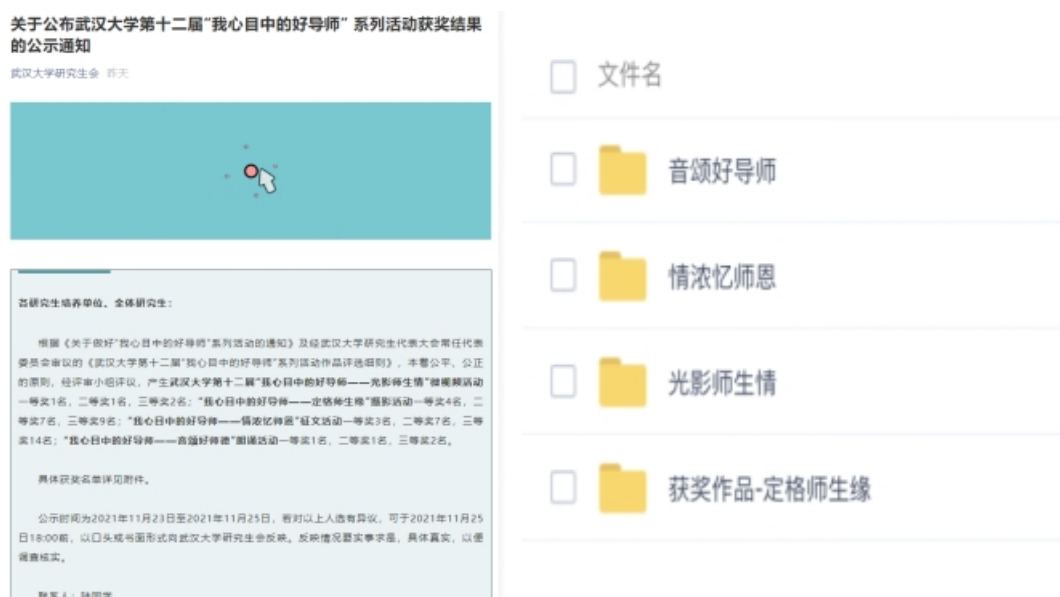 关于公布武汉大学第十二届“我心目中的好导师” 系列活动获奖结果
的公示通知
武汉大学研究生会 昨天
各研究生培养单位、全体研究生：
根据《关于做好“我心目中的好导师”系列活动的通知》及经武汉大学研究生代表大会常任代表
委员会审议的《武汉大学第十二届“我心目中的好导师”系列活动作品评选细则》，本着公平、公正
的原则，经评审小组评议，产生武汉大学第十二届“我心目中的好导师——光影师生情”微视频活动
一等奖1名，二等奖1名，三等奖2名；“我心目中的好导师——定格师生缘”摄影活动一等奖4名，二
等奖7名，三等奖9名；“我心目中的好导师——情浓忆师恩”征文活动一等奖3名，二等奖7名，三等
奖14名；“我心目中的好导师——音颂好师德”朗诵活动一等奖1名，二等奖1名，三等奖2名。
具体获奖名单详见附件。
公示时间为2021年11月23日至2021年11月25日，若对以上人选有异议，可于2021年11月25
日18:00前，以口头或书面形式向武汉大学研究生会反映。反映情况要实事求是，具体真实，以便
调查核实。
联系人：陆同学
文件名
音颂好导师
情浓忆师恩
光影师生情
获奖作品-定格师生缘